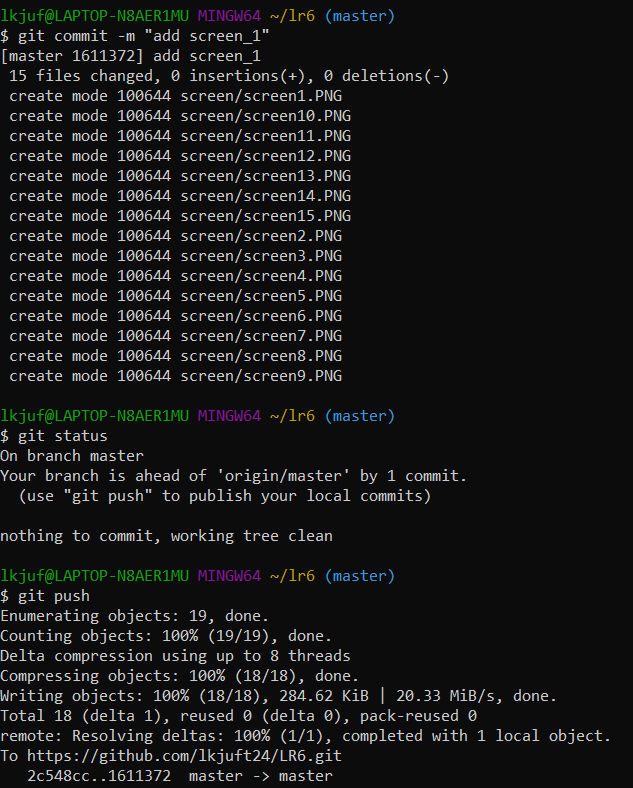 lkjuf@LAPTOP-N8AER1MU MINGW64 ~/lr6 (master)
$ git commit -m "add screen_1"
[master 1611372] add screen_1
 15 files changed, 0 insertions(+), 0 deletions(-)
 create mode 100644 screen/screen1.PNG
 create mode 100644 screen/screen10.PNG
 create mode 100644 screen/screen11.PNG
 create mode 100644 screen/screen12.PNG
 create mode 100644 screen/screen13.PNG
 create mode 100644 screen/screen14.PNG
 create mode 100644 screen/screen15.PNG
 create mode 100644 screen/screen2.PNG
 create mode 100644 screen/screen3.PNG
 create mode 100644 screen/screen4.PNG
 create mode 100644 screen/screen5.PNG
 create mode 100644 screen/screen6.PNG
 create mode 100644 screen/screen7.PNG
 create mode 100644 screen/screen8.PNG
 create mode 100644 screen/screen9.PNG

lkjuf@LAPTOP-N8AER1MU MINGW64 ~/lr6 (master)
$ git status
On branch master
Your branch is ahead of 'origin/master' by 1 commit.
  (use "git push" to publish your local commits)

nothing to commit, working tree clean

lkjuf@LAPTOP-N8AER1MU MINGW64 ~/lr6 (master)
$ git push
Enumerating objects: 19, done.
Counting objects: 100% (19/19), done.
Delta compression using up to 8 threads
Compressing objects: 100% (18/18), done.
Writing objects: 100% (18/18), 284.62 KiB | 20.33 MiB/s, done.
Total 18 (delta 1), reused 0 (delta 0), pack-reused 0
remote: Resolving deltas: 100% (1/1), completed with 1 local object.
To https://github.com/lkjuft24/LR6.git
   2c548cc..1611372  master -> master